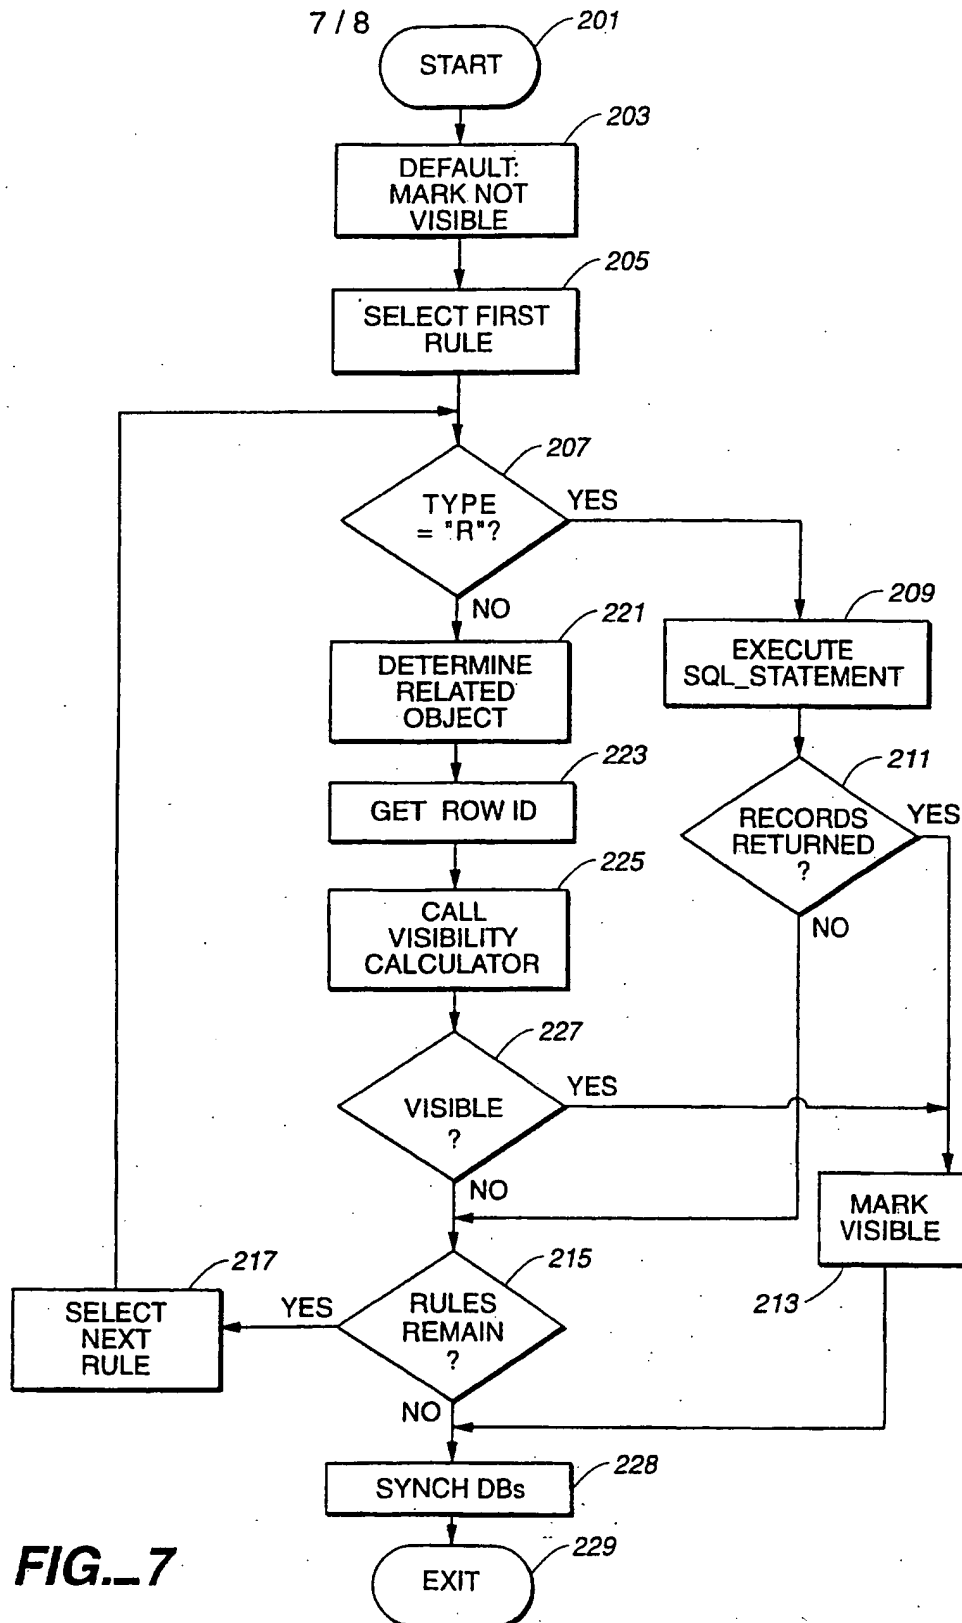 7 / 8
201
START
203
DEFAULT:
MARK NOT
VISIBLE
205
SELECT FIRST
RULE
207
TYPE
= "R"?
YES
NO
209
EXECUTE
SQL_STATEMENT
221
DETERMINE
RELATED
OBJECT
211
RECORDS
RETURNED
?
YES
NO
223
GET ROW ID
225
CALL
VISIBILITY
CALCULATOR
227
VISIBLE
?
YES
NO
MARK
VISIBLE
213
215
RULES
REMAIN
?
YES
NO
217
SELECT
NEXT
RULE
228
SYNCH DBs
229
EXIT
FIG._7